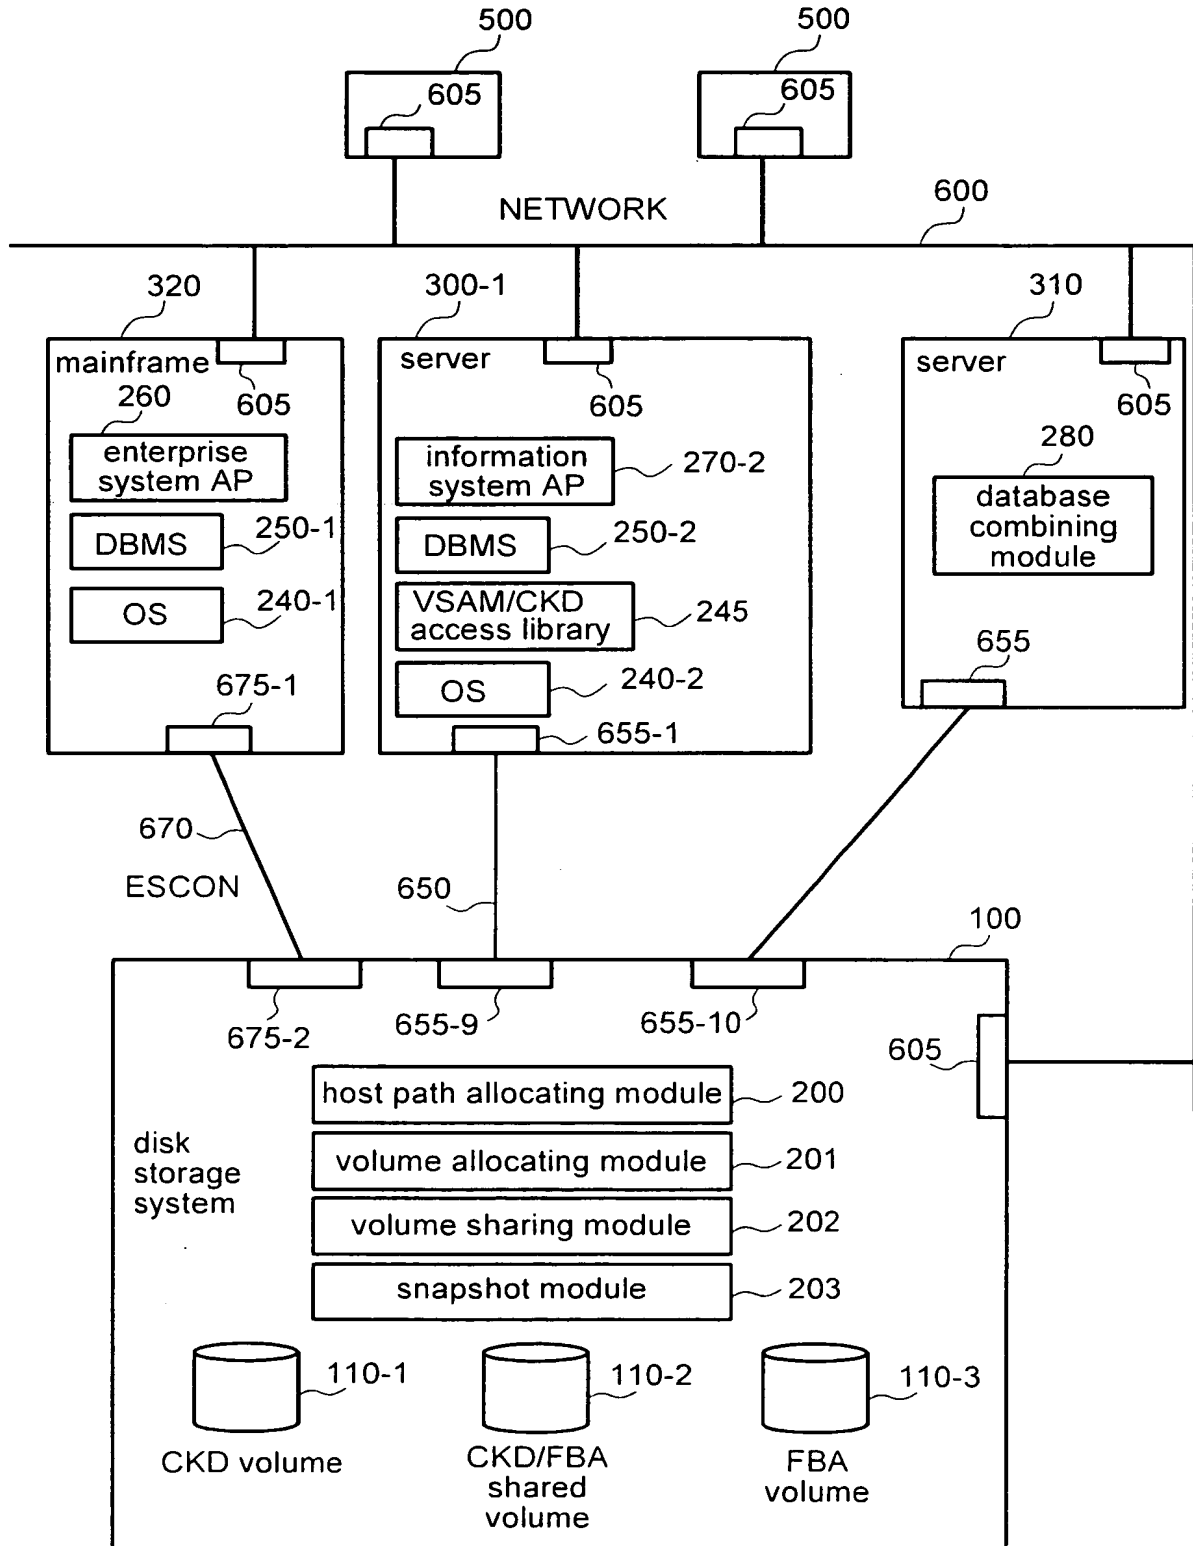 500
500
605
605
NETWORK
600
320
300-1
310
mainframe
605
server
605
server
605
260
enterprise
system AP
DBMS
250-1
OS
240-1
675-1
information
system AP
270-2
DBMS
250-2
VSAM/CKD
access library
245
OS
240-2
655-1
280
database
combining
module
655
670
ESCON
650
100
675-2
655-9
655-10
605
disk
storage
system
host path allocating module
200
volume allocating module
201
volume sharing module
202
snapshot module
203
110-1
110-2
110-3
CKD volume
CKD/FBA
shared
volume
FBA
volume